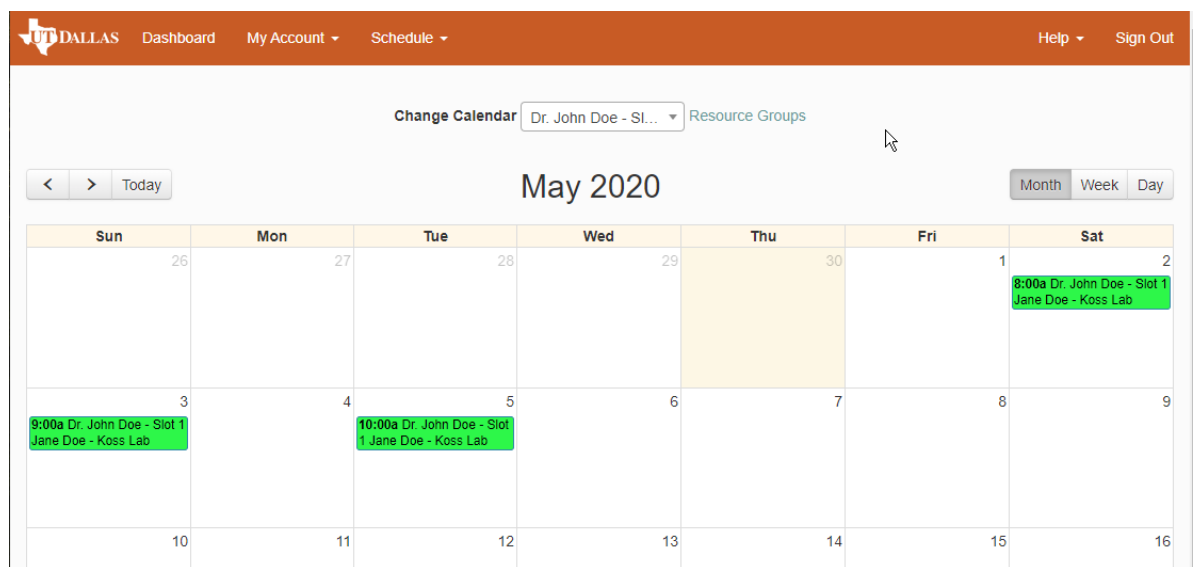 UT DALLAS Dashboard My Account Schedule Help Sign Out
Change Calendar Dr. John Doe - Sl... Resource Groups
Today May 2020 Month Week Day
Sun Mon Tue Wed Thu Fri Sat
26 27 28 29 30 1 2
8:00a Dr. John Doe - Slot 1
Jane Doe - Koss Lab
3 4 5 6 7 8 9
9:00a Dr. John Doe - Slot 1
Jane Doe - Koss Lab
10:00a Dr. John Doe - Slot
1 Jane Doe - Koss Lab
10 11 12 13 14 15 16